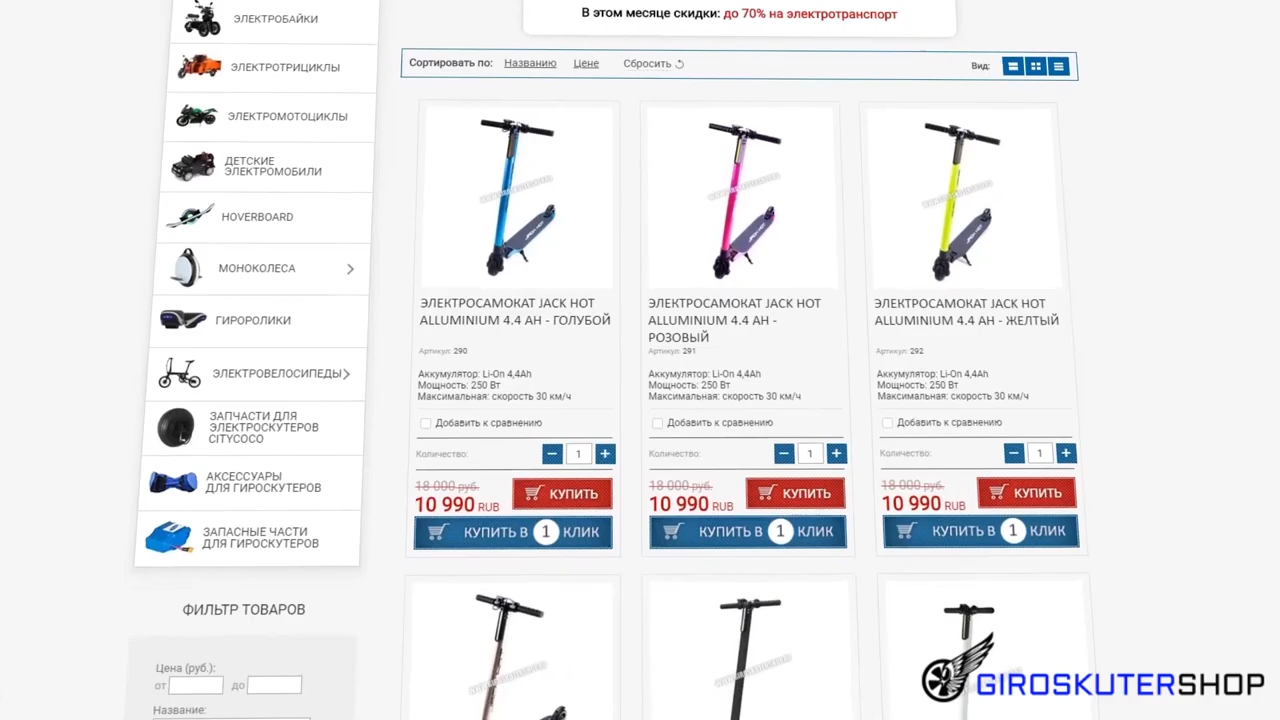 В этом месяце скидки: до 70% на электротранспорт
ЭЛЕКТРОБАЙКИ
ЭЛЕКТРОТРИЦИКЛЫ
ЭЛЕКТРОМОТОЦИКЛЫ
ДЕТСКИЕ
ЭЛЕКТРОМОБИЛИ
HOVERBOARD
МОНОКОЛЕСА
ГИРОРОЛИКИ
ЭЛЕКТРОВЕЛОСИПЕДЫ
ЗАПЧАСТИ ДЛЯ
ЭЛЕКТРОСКУТЕРОВ
CITYCOCO
АКСЕССУАРЫ
ДЛЯ ГИРОСКУТЕРОВ
ЗАПАСНЫЕ ЧАСТИ
ДЛЯ ГИРОСКУТЕРОВ
ФИЛЬТР ТОВАРОВ
Цена (руб.):
от до
Название:
Сортировать по: Названию Цене Сбросить Вид:
ЭЛЕКТРОСАМОКАТ JACK HOT
ALLUMINIUM 4.4 AH - ГОЛУБОЙ
Артикул: 290
Аккумулятор: Li-On 4,4Ah
Мощность: 250 Вт
Максимальная: скорость 30 км/ч
Добавить к сравнению
Количество: 1
18 000 руб.
10 990 RUB
КУПИТЬ
КУПИТЬ В 1 КЛИК
ЭЛЕКТРОСАМОКАТ JACK HOT
ALLUMINIUM 4.4 AH -
РОЗОВЫЙ
Артикул: 291
Аккумулятор: Li-On 4,4Ah
Мощность: 250 Вт
Максимальная: скорость 30 км/ч
Добавить к сравнению
Количество: 1
18 000 руб.
10 990 RUB
КУПИТЬ
КУПИТЬ В 1 КЛИК
ЭЛЕКТРОСАМОКАТ JACK HOT
ALLUMINIUM 4.4 AH - ЖЕЛТЫЙ
Артикул: 292
Аккумулятор: Li-On 4,4Ah
Мощность: 250 Вт
Максимальная: скорость 30 км/ч
Добавить к сравнению
Количество: 1
18 000 руб.
10 990 RUB
КУПИТЬ
КУПИТЬ В 1 КЛИК
GIROSKUTERSHOP